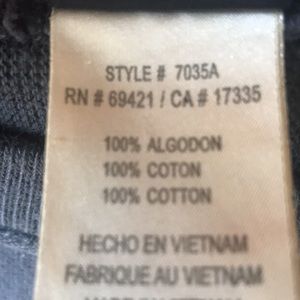 STYLE # 7035A
RN # 69421 / CA # 17335
100% ALGODON
100% COTON
100% COTTON
HECHO EN VIETNAM
FABRIQUE AU VIETNAM